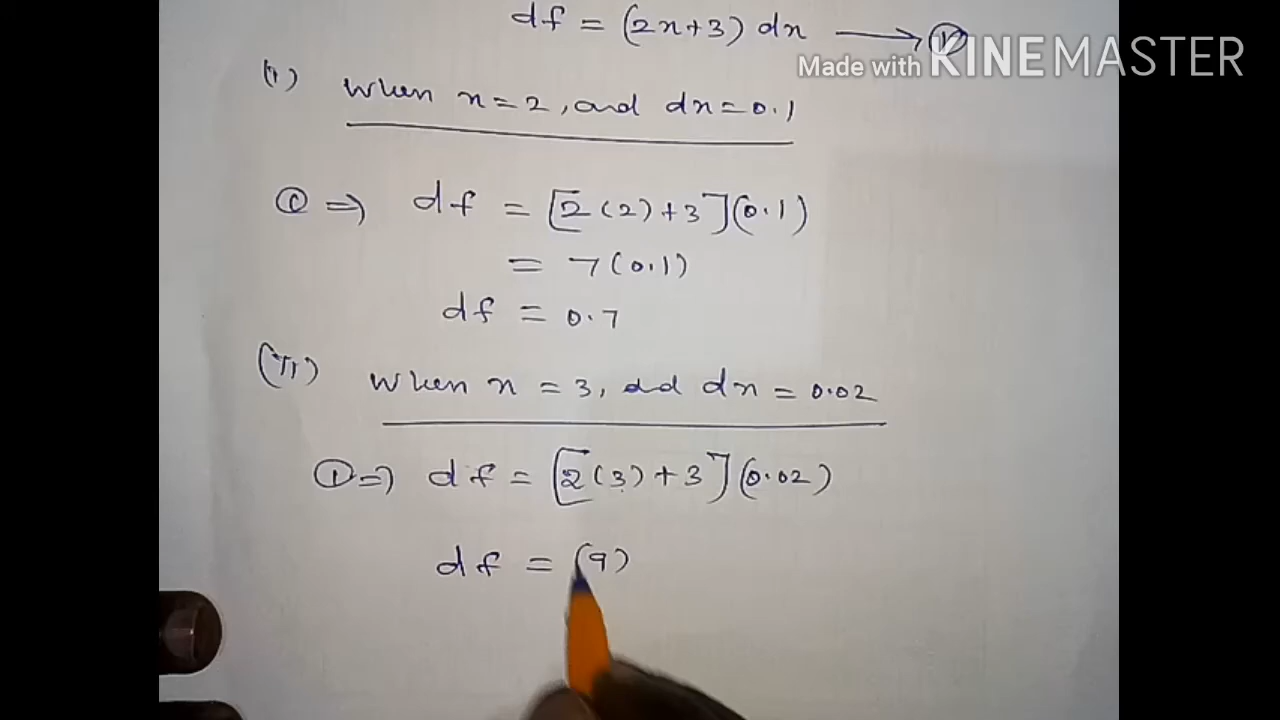 df = (2x+3) dx ⟶ ①
Made with KINEMASTER
(i) when x = 2, and dx = 0.1
① ⇒ df = [2(2)+3](0.1)
= 7(0.1)
df = 0.7
(ii) when x = 3, and dx = 0.02
① ⇒ df = [2(3)+3](0.02)
df = (9)